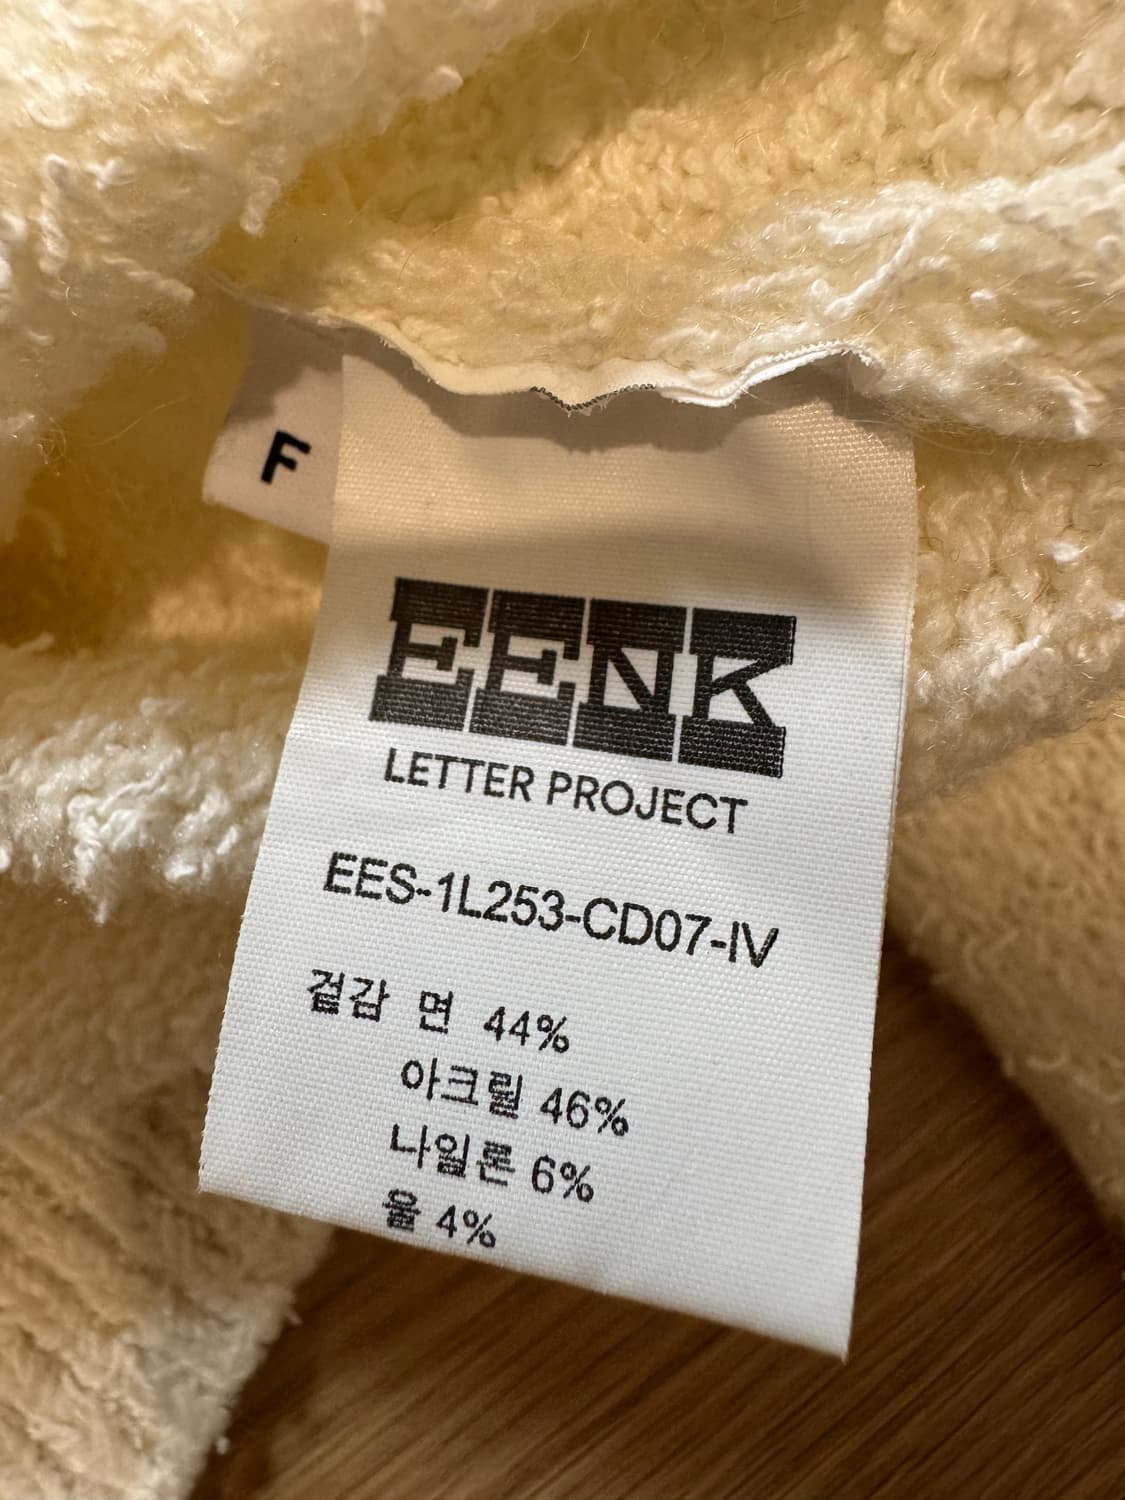 F
EENK
LETTER PROJECT
EES-1L253-CD07-IV
겉감 면 44%
아크릴 46%
나일론 6%
울 4%